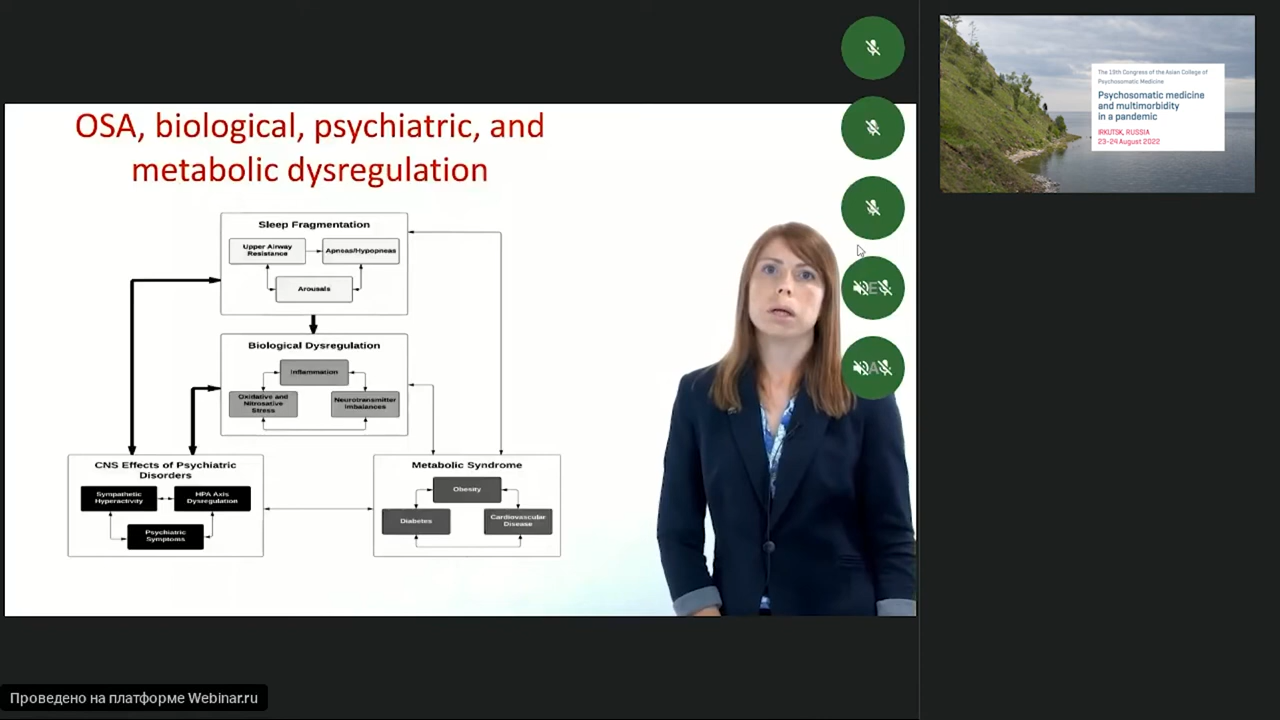 OSA, biological, psychiatric, and
metabolic dysregulation
Sleep Fragmentation
Upper Airway
Resistance
Apneas/Hypopneas
Arousals
Biological Dysregulation
Inflammation
Oxidative and
Nitrosative
Stress
Neurotransmitter
Imbalances
CNS Effects of Psychiatric
Disorders
Sympathetic
Hyperactivity
HPA Axis
Dysregulation
Psychiatric
Symptoms
Metabolic Syndrome
Obesity
Diabetes
Cardiovascular
Disease
E
A
The 19th Congress of the Asian College of
Psychosomatic Medicine
Psychosomatic medicine
and multimorbidity
in a pandemic
IRKUTSK, RUSSIA
23-24 August 2022
Проведено на платформе Webinar.ru